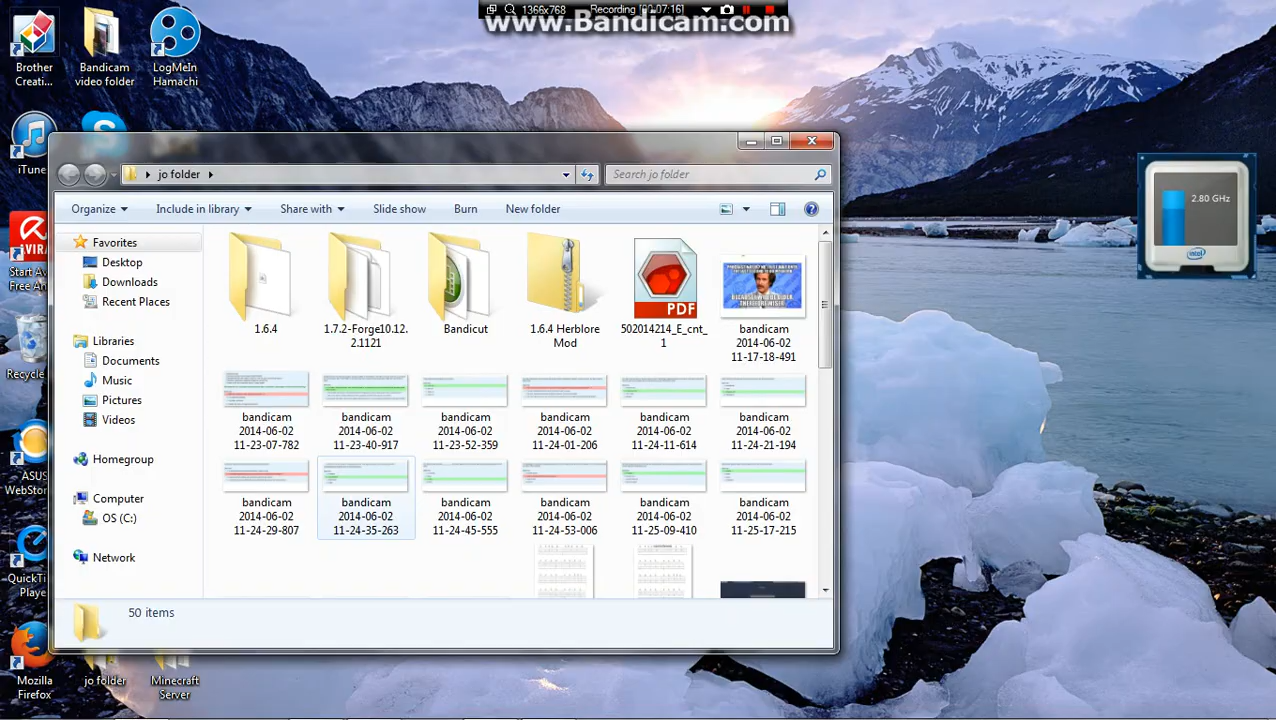 1366x768 Recording [00:07:16]
www.Bandicam.com
Brother
Creati...
Bandicam
video folder
LogMeIn
Hamachi
iTune
jo folder
Search jo folder
Organize Include in library Share with Slide show Burn New folder
Favorites
Desktop
Downloads
Recent Places
Libraries
Documents
Music
Pictures
Videos
Homegroup
Computer
OS (C:)
Network
1.6.4
1.7.2-Forge10.12.
2.1121
Bandicut
1.6.4 Herblore
Mod
PDF
502014214_E_cnt_
1
bandicam
2014-06-02
11-17-18-491
bandicam
2014-06-02
11-23-07-782
bandicam
2014-06-02
11-23-40-917
bandicam
2014-06-02
11-23-52-359
bandicam
2014-06-02
11-24-01-206
bandicam
2014-06-02
11-24-11-614
bandicam
2014-06-02
11-24-21-194
bandicam
2014-06-02
11-24-29-807
bandicam
2014-06-02
11-24-35-263
bandicam
2014-06-02
11-24-45-555
bandicam
2014-06-02
11-24-53-006
bandicam
2014-06-02
11-25-09-410
bandicam
2014-06-02
11-25-17-215
50 items
2.80 GHz
intel
AVIRA
Start Av
Free An
Recycle
ASUS
WebStor
QuickTi
Playe
Mozilla
Firefox
jo folder
Minecraft
Server